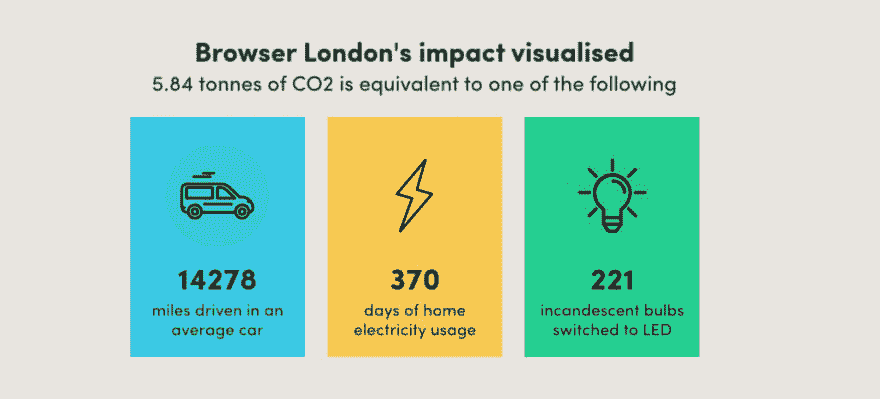 Browser London's impact visualised
5.84 tonnes of CO2 is equivalent to one of the following
14278
miles driven in an
average car
370
days of home
electricity usage
221
incandescent bulbs
switched to LED